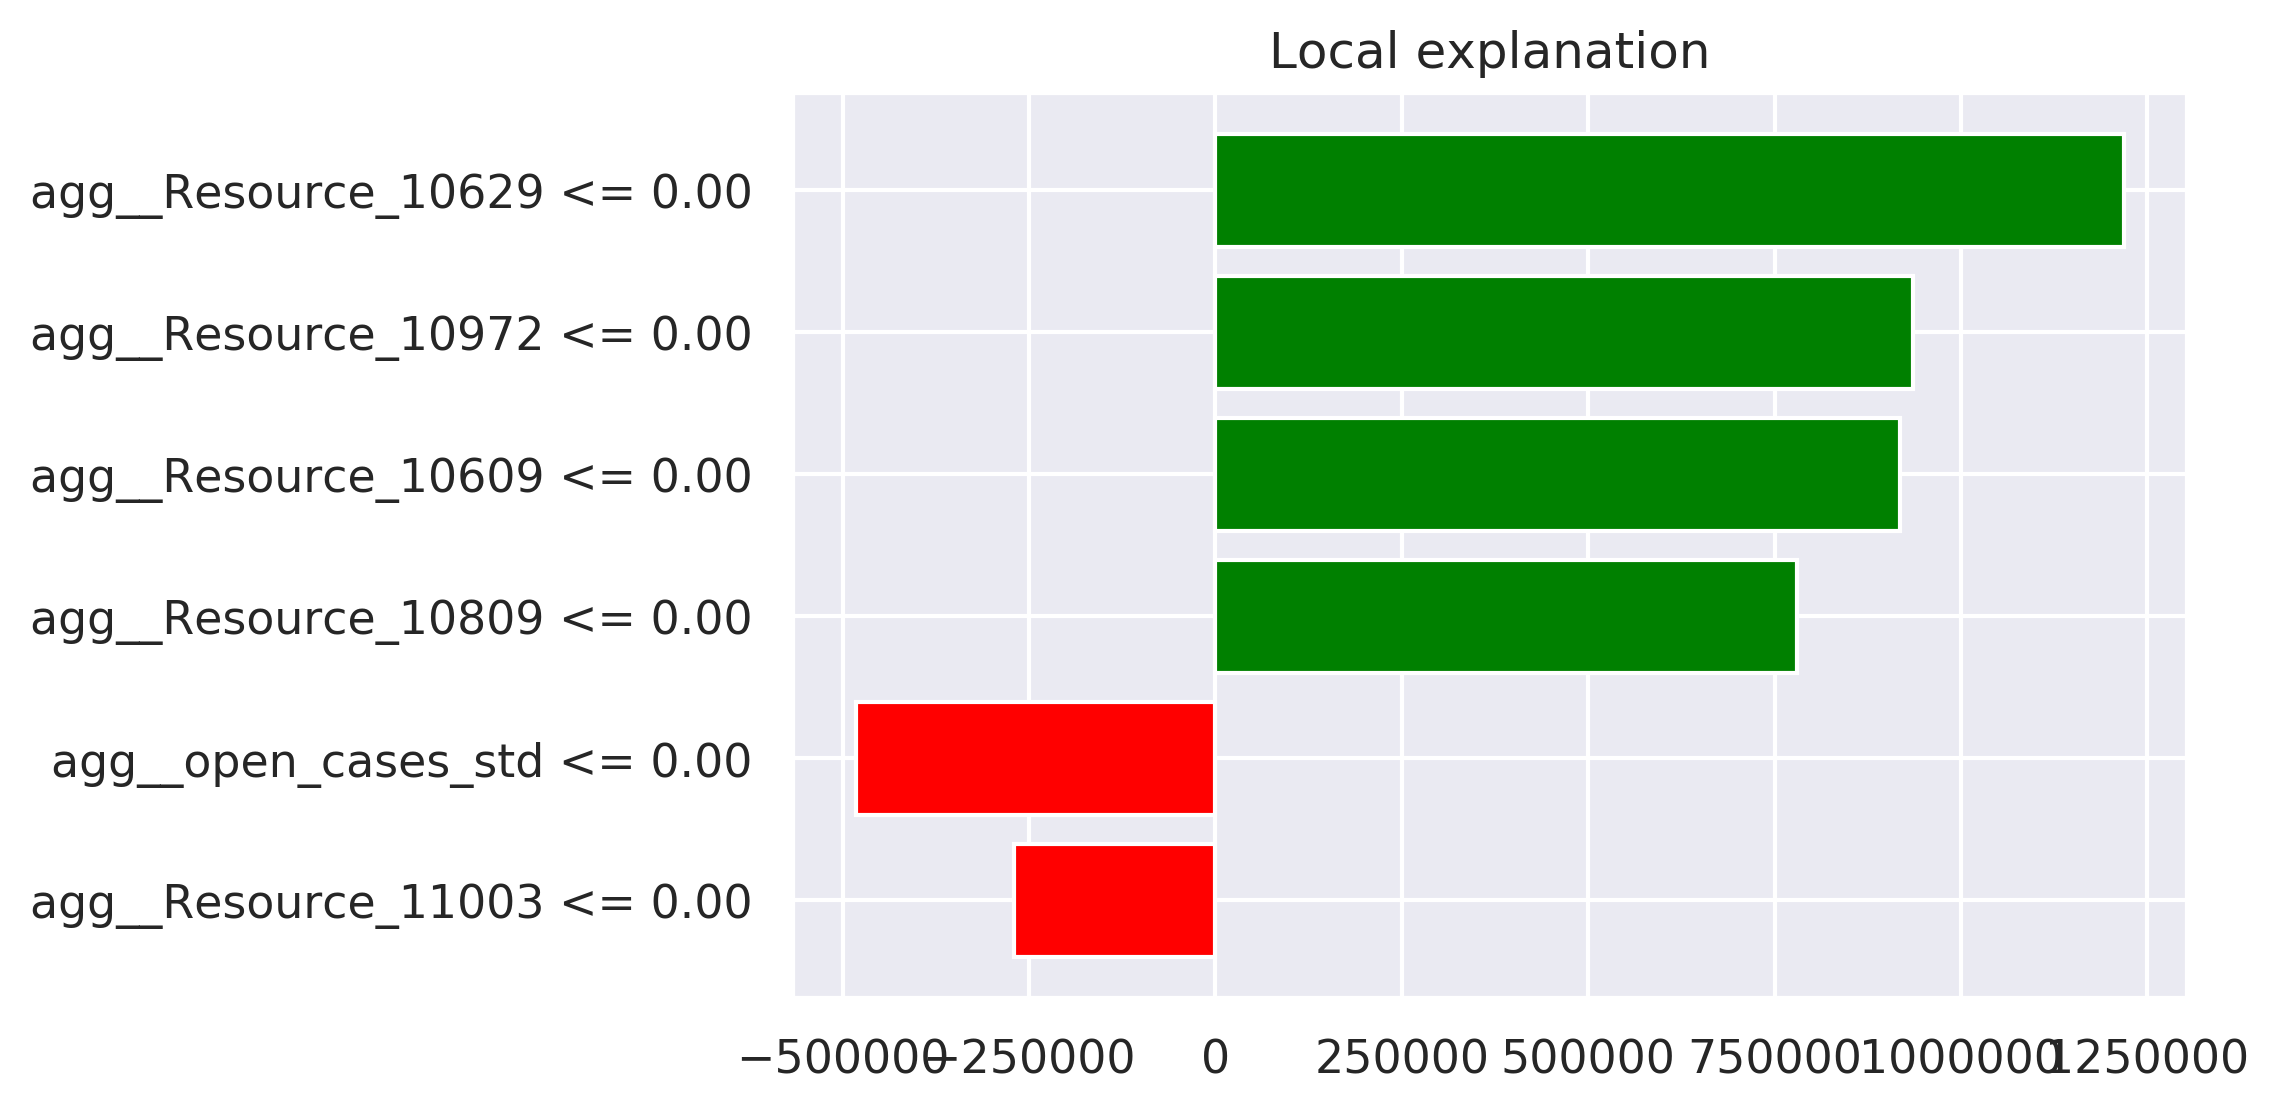 Local explanation
agg__Resource_10629 <= 0.00
agg__Resource_10972 <= 0.00
agg__Resource_10609 <= 0.00
agg__Resource_10809 <= 0.00
agg__open_cases_std <= 0.00
agg__Resource_11003 <= 0.00
−500000 −250000 0 250000 500000 750000 1000000 1250000